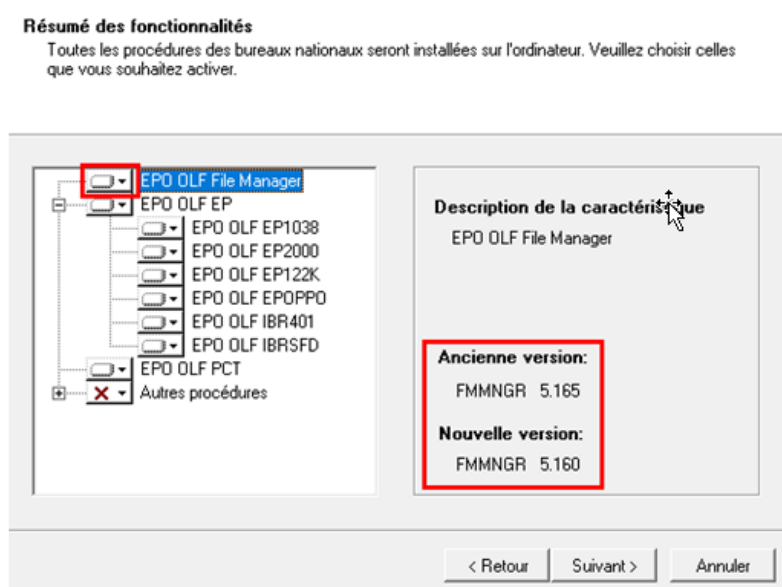 Résumé des fonctionnalités
Toutes les procédures des bureaux nationaux seront installées sur l'ordinateur. Veuillez choisir celles
que vous souhaitez activer.
EPO OLF File Manager
EPO OLF EP
EPO OLF EP1038
EPO OLF EP2000
EPO OLF EP122K
EPO OLF EPOPPO
EPO OLF IBR401
EPO OLF IBRSFD
EPO OLF PCT
Autres procédures
Description de la caractéristique
EPO OLF File Manager
Ancienne version:
FMMNGR 5.165
Nouvelle version:
FMMNGR 5.160
< Retour
Suivant >
Annuler